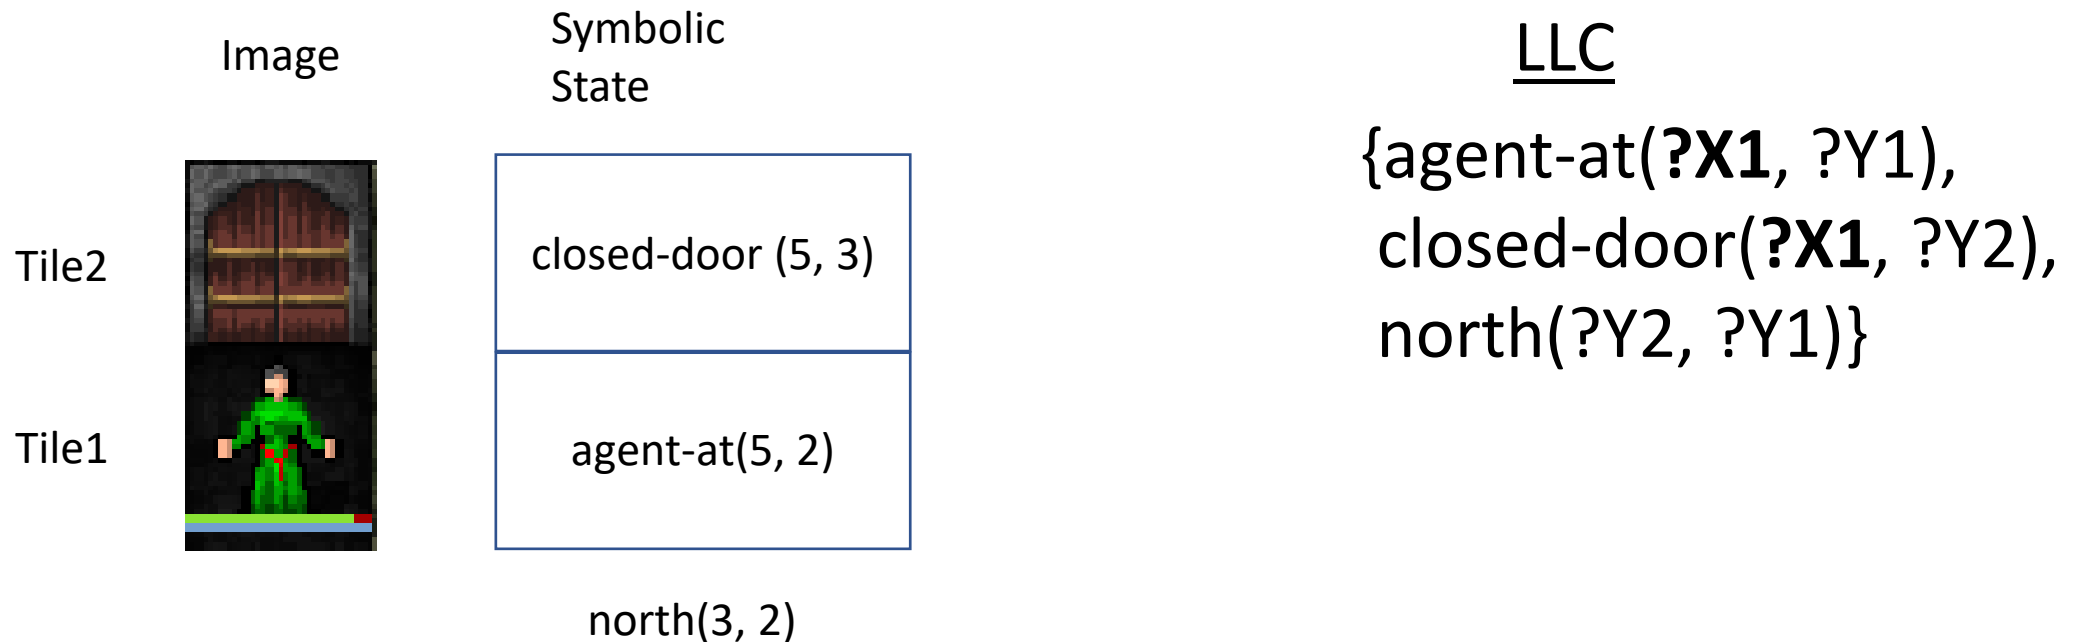 Image
Symbolic
State
LLC
Tile2
closed-door (5, 3)
Tile1
agent-at(5, 2)
north(3, 2)
{agent-at(?X1, ?Y1),
closed-door(?X1, ?Y2),
north(?Y2, ?Y1)}